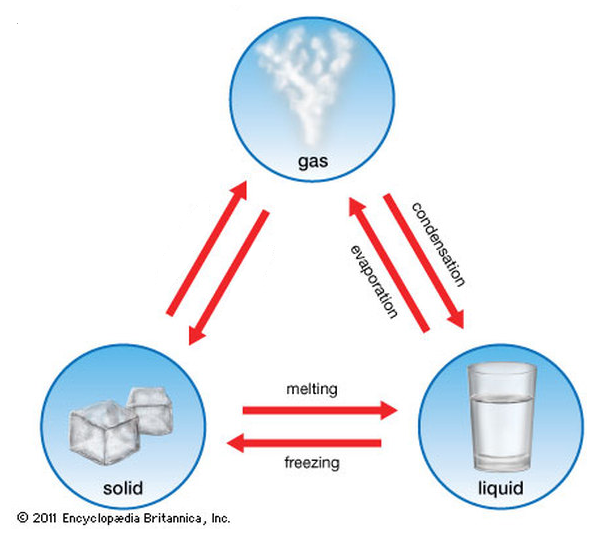 gas
condensation
evaporation
melting
freezing
solid
liquid
© 2011 Encyclopædia Britannica, Inc.